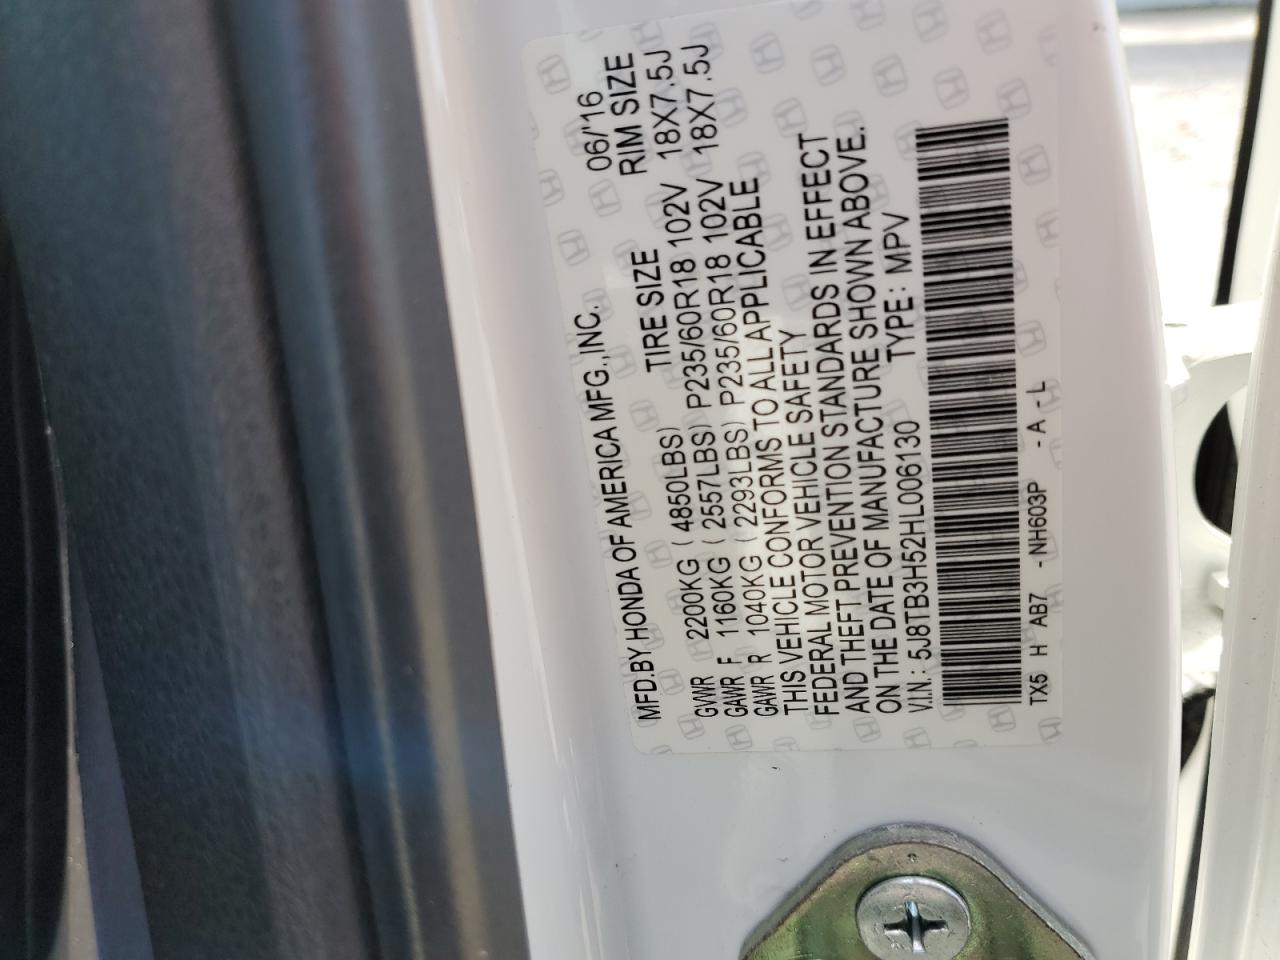 MFD.BY HONDA OF AMERICA MFG.,INC. 06/'16
TIRE SIZE RIM SIZE
GVWR 2200KG ( 4850LBS)
GAWR F 1160KG ( 2557LBS) P235/60R18 102V 18X7.5J
GAWR R 1040KG ( 2293LBS) P235/60R18 102V 18X7.5J
THIS VEHICLE CONFORMS TO ALL APPLICABLE
FEDERAL MOTOR VEHICLE SAFETY
AND THEFT PREVENTION STANDARDS IN EFFECT
ON THE DATE OF MANUFACTURE SHOWN ABOVE.
V.I.N : 5J8TB3H52HL006130 TYPE : MPV
TX5 H AB7 -NH603P -A-L